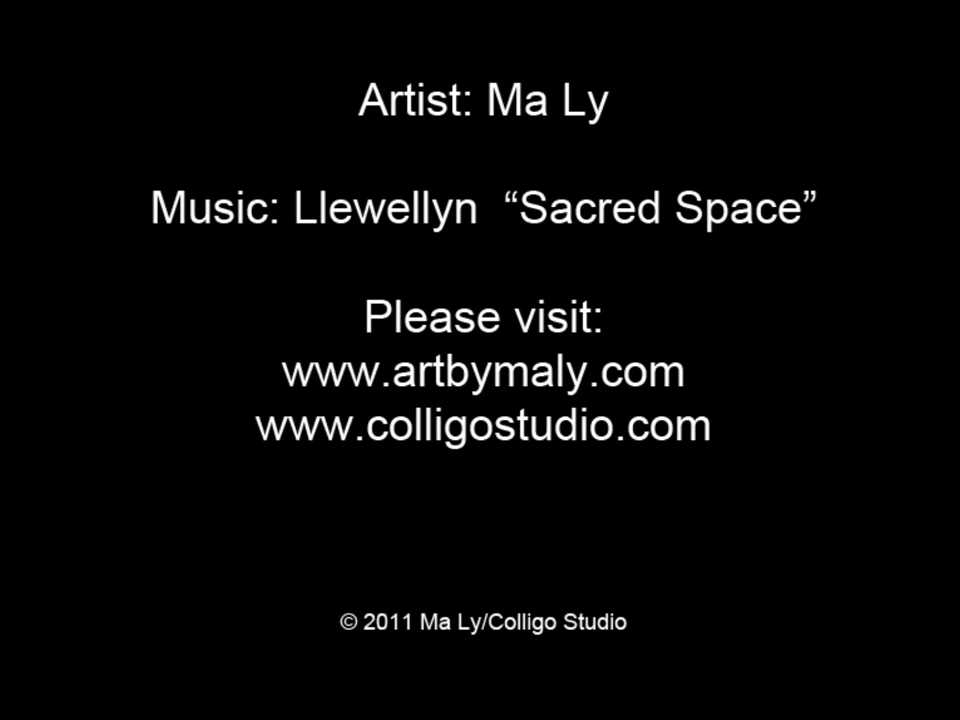 Artist: Ma Ly
Music: Llewellyn  “Sacred Space”
Please visit:
www.artbymaly.com
www.colligostudio.com
© 2011 Ma Ly/Colligo Studio